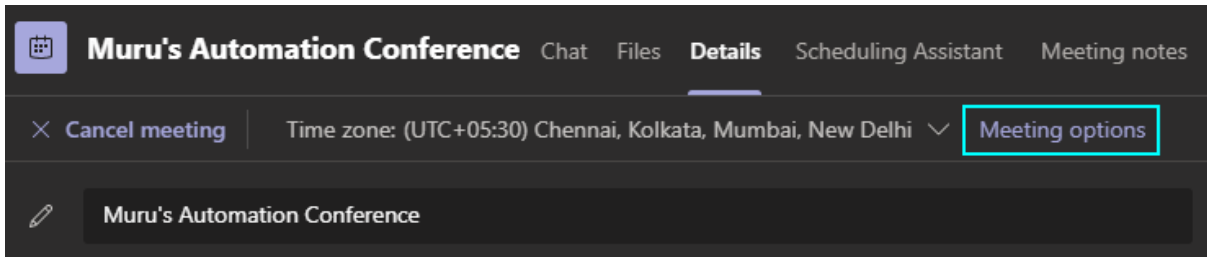 Muru's Automation Conference Chat Files Details Scheduling Assistant Meeting notes
Cancel meeting Time zone: (UTC+05:30) Chennai, Kolkata, Mumbai, New Delhi Meeting options
Muru's Automation Conference